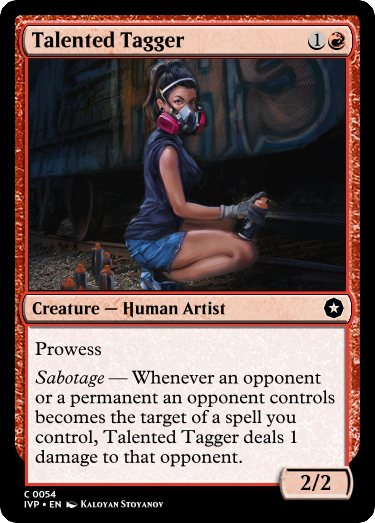 Talented Tagger 1
Creature — Human Artist
Prowess
Sabotage — Whenever an opponent
or a permanent an opponent controls
becomes the target of a spell you
control, Talented Tagger deals 1
damage to that opponent.
2/2
C 0054
IVP • EN Kaloyan Stoyanov